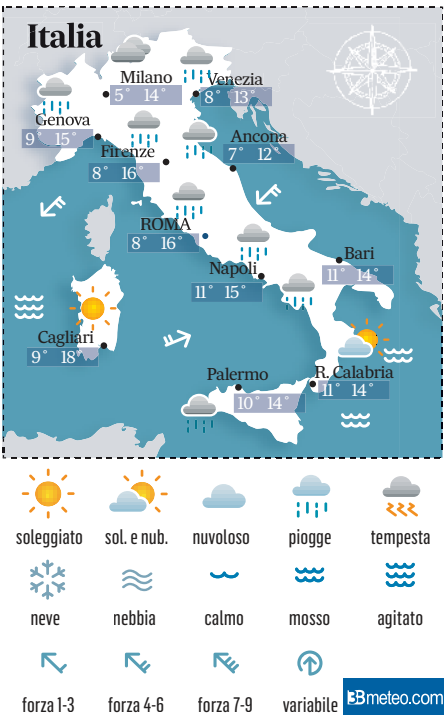 Italia
Milano
5° 14°
Venezia
8° 13°
Genova
9° 15°
Firenze
8° 16°
Ancona
7° 12°
ROMA
8° 16°
Napoli
11° 15°
Bari
11° 14°
Cagliari
9° 18°
Palermo
10° 14°
R. Calabria
11° 14°
soleggiato sol. e nub. nuvoloso piogge tempesta
neve nebbia calmo mosso agitato
forza 1-3 forza 4-6 forza 7-9 variabile
3Bmeteo.com